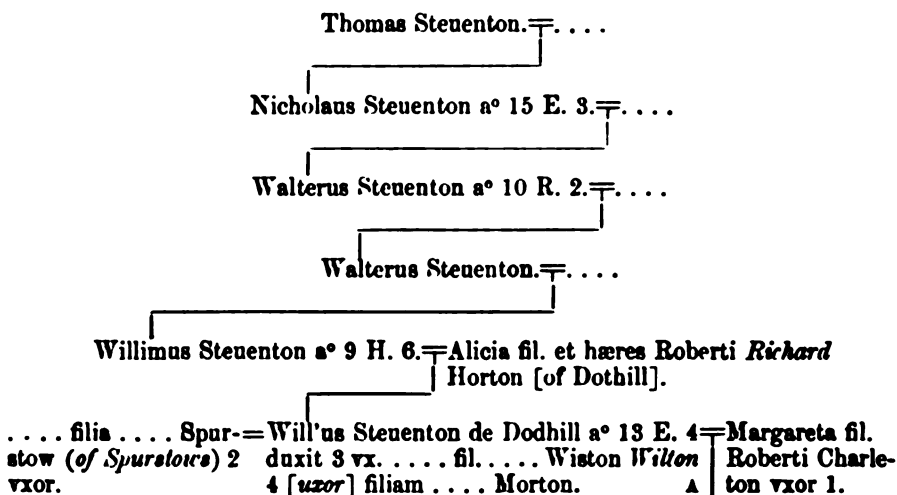 Thomas Steuenton.=. . . .
Nicholaus Steuenton aº 15 E. 3.=. . . .
Walterus Steuenton aº 10 R. 2.=. . . .
Walterus Steuenton.=. . . .
Willimus Steuenton aº 9 H. 6.=Alicia fil. et hæres Roberti Richard
Horton [of Dothill].
. . . . filia . . . . Spur-=Will'us Steuenton de Dodhill aº 13 E. 4=Margareta fil.
stow (of Spurstows) 2 duxit 3 vx. . . . . fil. . . . . Wiston Wilton Roberti Charle-
vxor. 4 [uxor] filiam . . . . Morton. A ton vxor 1.